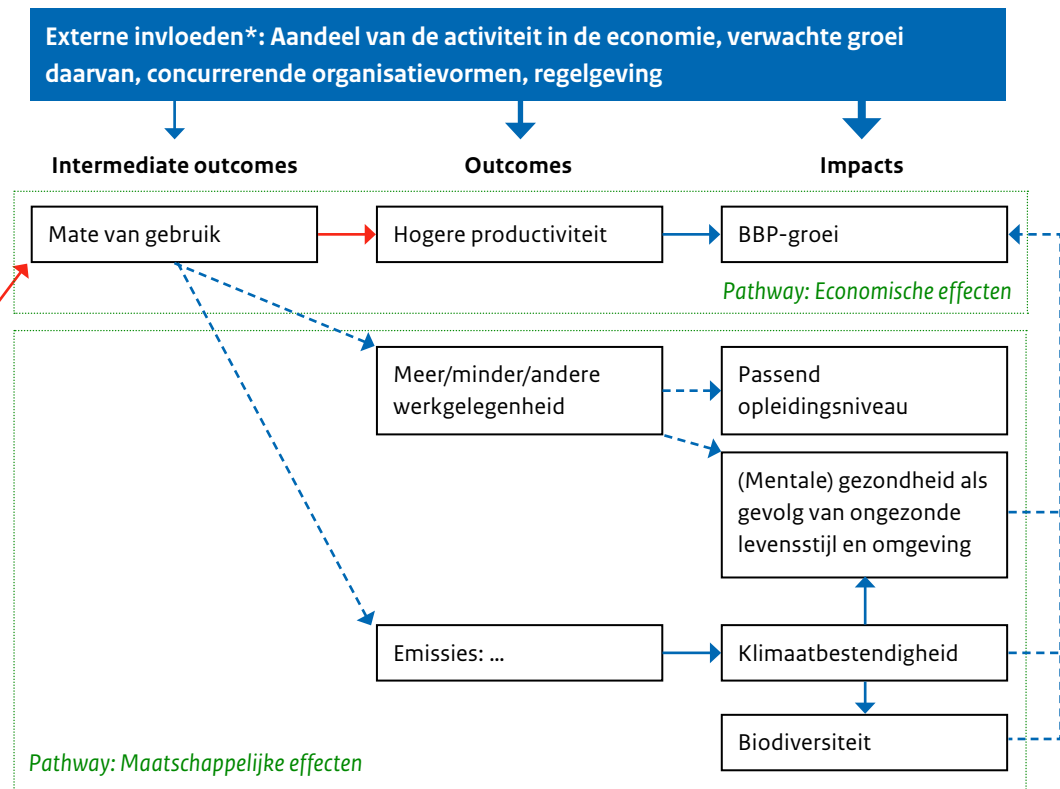 Externe invloeden*: Aandeel van de activiteit in de economie, verwachte groei
daarvan, concurrerende organisatievormen, regelgeving
Intermediate outcomes
Outcomes
Impacts
Mate van gebruik
Hogere productiviteit
BBP-groei
Pathway: Economische effecten
Meer/minder/andere
werkgelegenheid
Passend
opleidingsniveau
(Mentale) gezondheid als
gevolg van ongezonde
levensstijl en omgeving
Emissies: ...
Klimaatbestendigheid
Biodiversiteit
Pathway: Maatschappelijke effecten